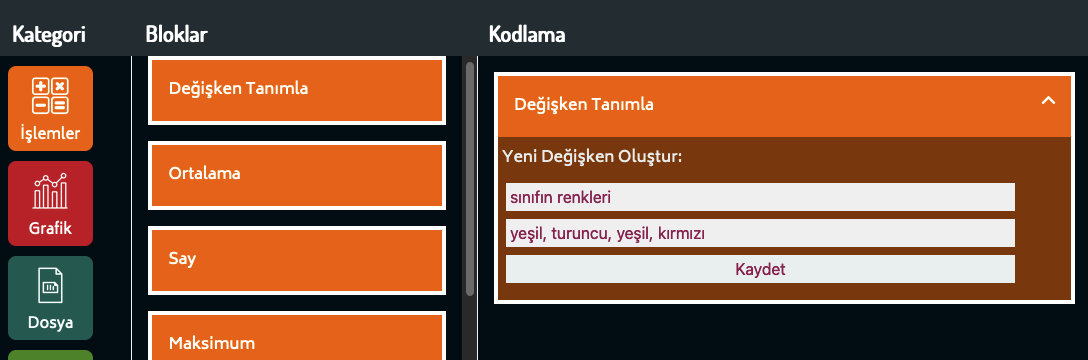 Kategori
Bloklar
Kodlama
İşlemler
Grafik
Dosya
Değişken Tanımla
Ortalama
Say
Maksimum
Değişken Tanımla
Yeni Değişken Oluştur:
sınıfın renkleri
yeşil, turuncu, yeşil, kırmızı
Kaydet